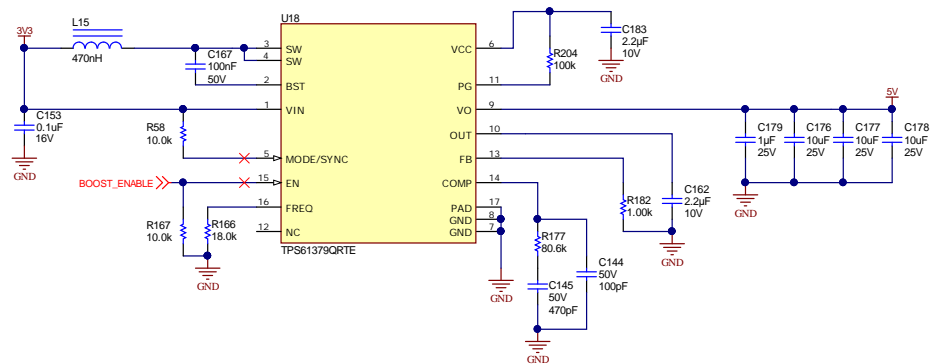 U18
3V3
L15
470nH
C167
100nF
50V
3
4
2
1
5
15
16
12
SW
SW
BST
VIN
MODE/SYNC
EN
FREQ
NC
VCC
PG
VO
OUT
FB
COMP
PAD
GND
GND
6
11
9
10
13
14
17
8
7
TPS61379QRTE
C153
0.1uF
16V
GND
R58
10.0k
BOOST_ENABLE
R167
10.0k
R166
18.0k
GND
R204
100k
C183
2.2µF
10V
GND
5V
C179
1µF
25V
C176
10uF
25V
C177
10uF
25V
C178
10uF
25V
GND
R182
1.00k
C162
2.2µF
10V
GND
R177
80.6k
C144
50V
100pF
C145
50V
470pF
GND
GND